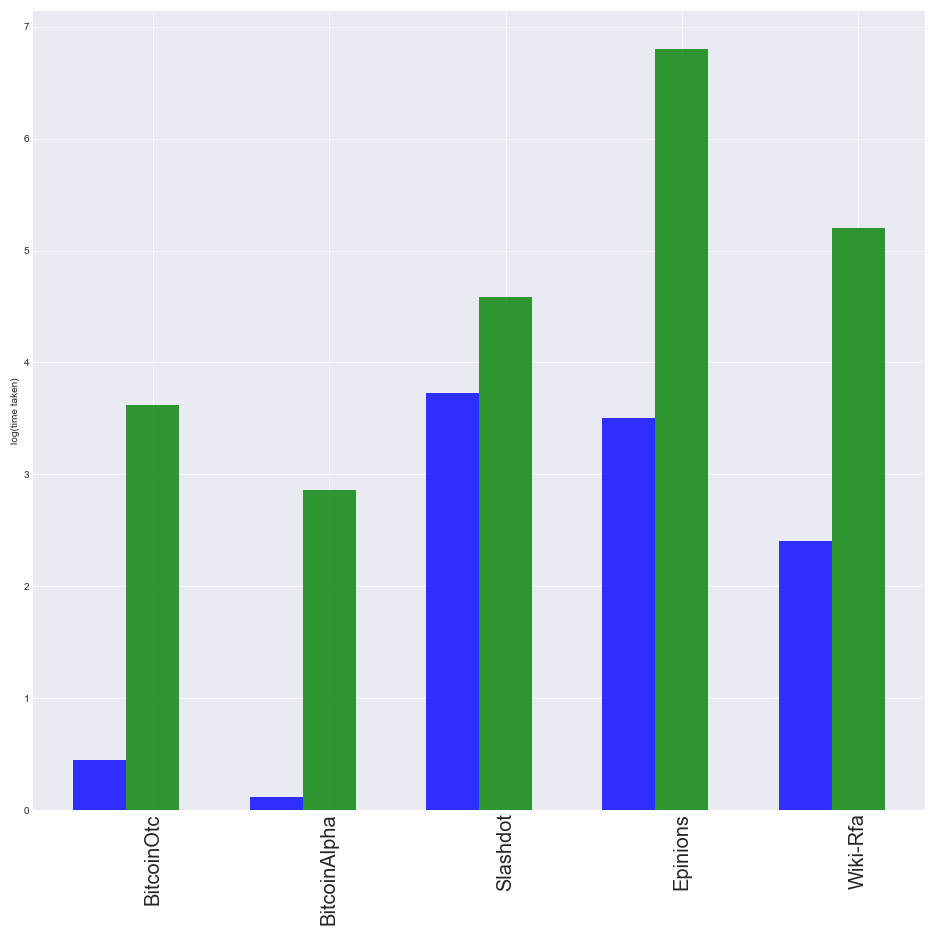 7
6
5
4
3
2
1
0
log(time taken)
BitcoinOtc
BitcoinAlpha
Slashdot
Epinions
Wiki-Rfa